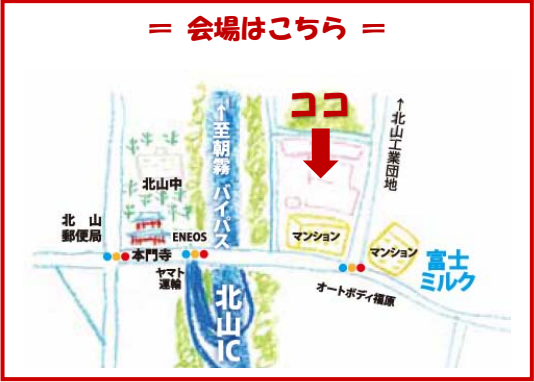 = 会場はこちら =
ココ
↑至朝霧 バイパス
↑北山工業団地
北山中
北 山
郵便局
本門寺
ENEOS
ヤマト
運輸
北山IC
マンション
マンション
富士
ミルク
オートボディ福原